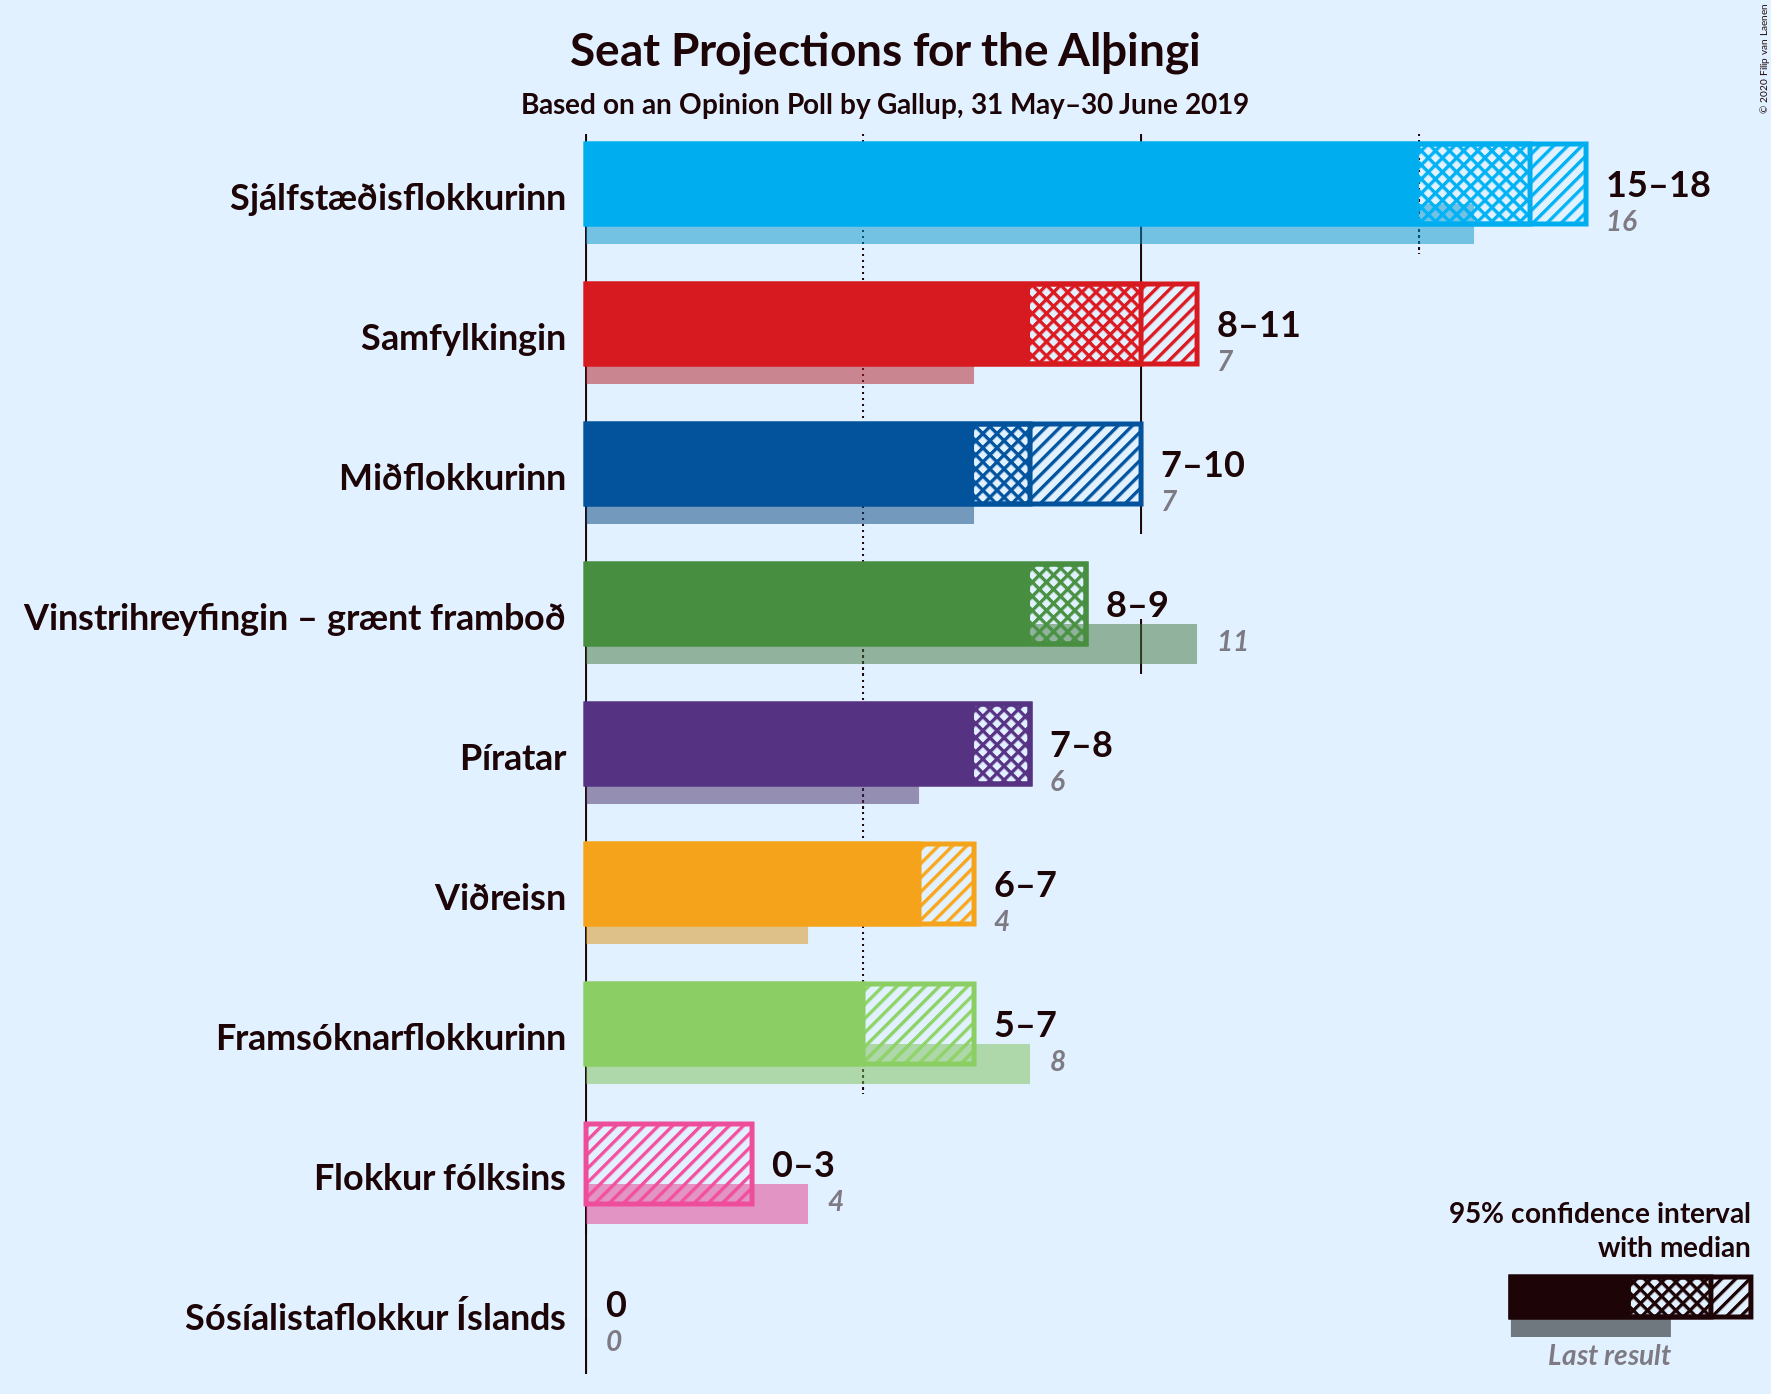 Seat Projections for the Alþingi
Based on an Opinion Poll by Gallup, 31 May–30 June 2019
© 2020 Filip van Laenen
Sjálfstæðisflokkurinn
15–18
16
Samfylkingin
8–11
7
Miðflokkurinn
7–10
7
Vinstrihreyfingin – grænt framboð
8–9
11
Píratar
7–8
6
Viðreisn
6–7
4
Framsóknarflokkurinn
5–7
8
Flokkur fólksins
0–3
4
Sósíalistaflokkur Íslands
0
0
95% confidence interval
with median
Last result